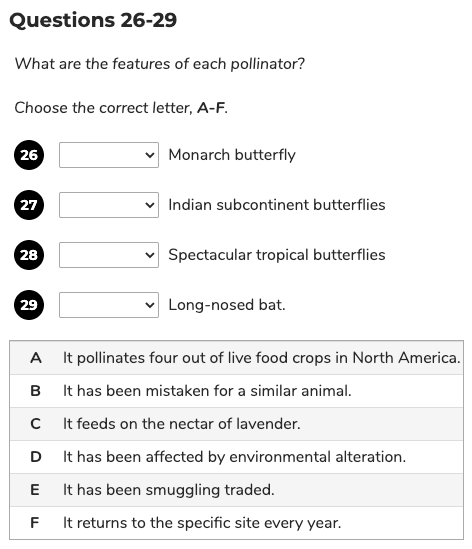 Questions 26-29
What are the features of each pollinator?
Choose the correct letter, A-F.
26 Monarch butterfly
27 Indian subcontinent butterflies
28 Spectacular tropical butterflies
29 Long-nosed bat.
A It pollinates four out of live food crops in North America.
B It has been mistaken for a similar animal.
C It feeds on the nectar of lavender.
D It has been affected by environmental alteration.
E It has been smuggling traded.
F It returns to the specific site every year.